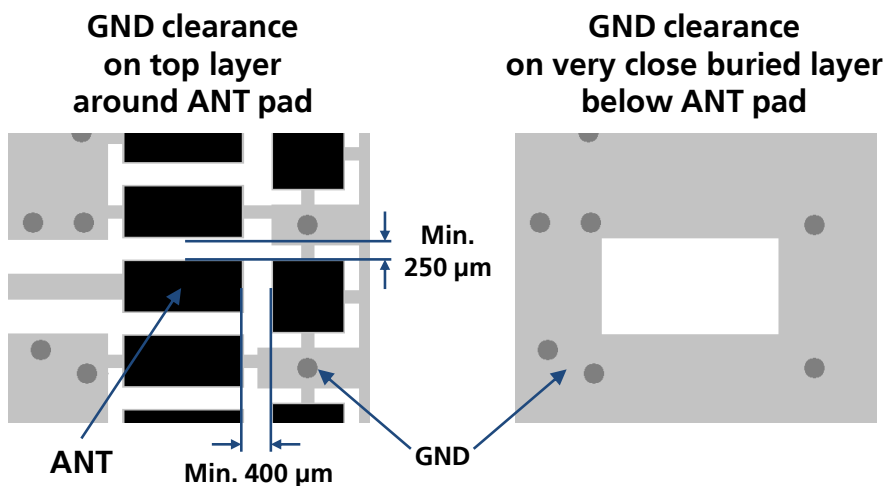 GND clearance
on top layer
around ANT pad
GND clearance
on very close buried layer
below ANT pad
Min.
250 µm
ANT
Min. 400 µm
GND